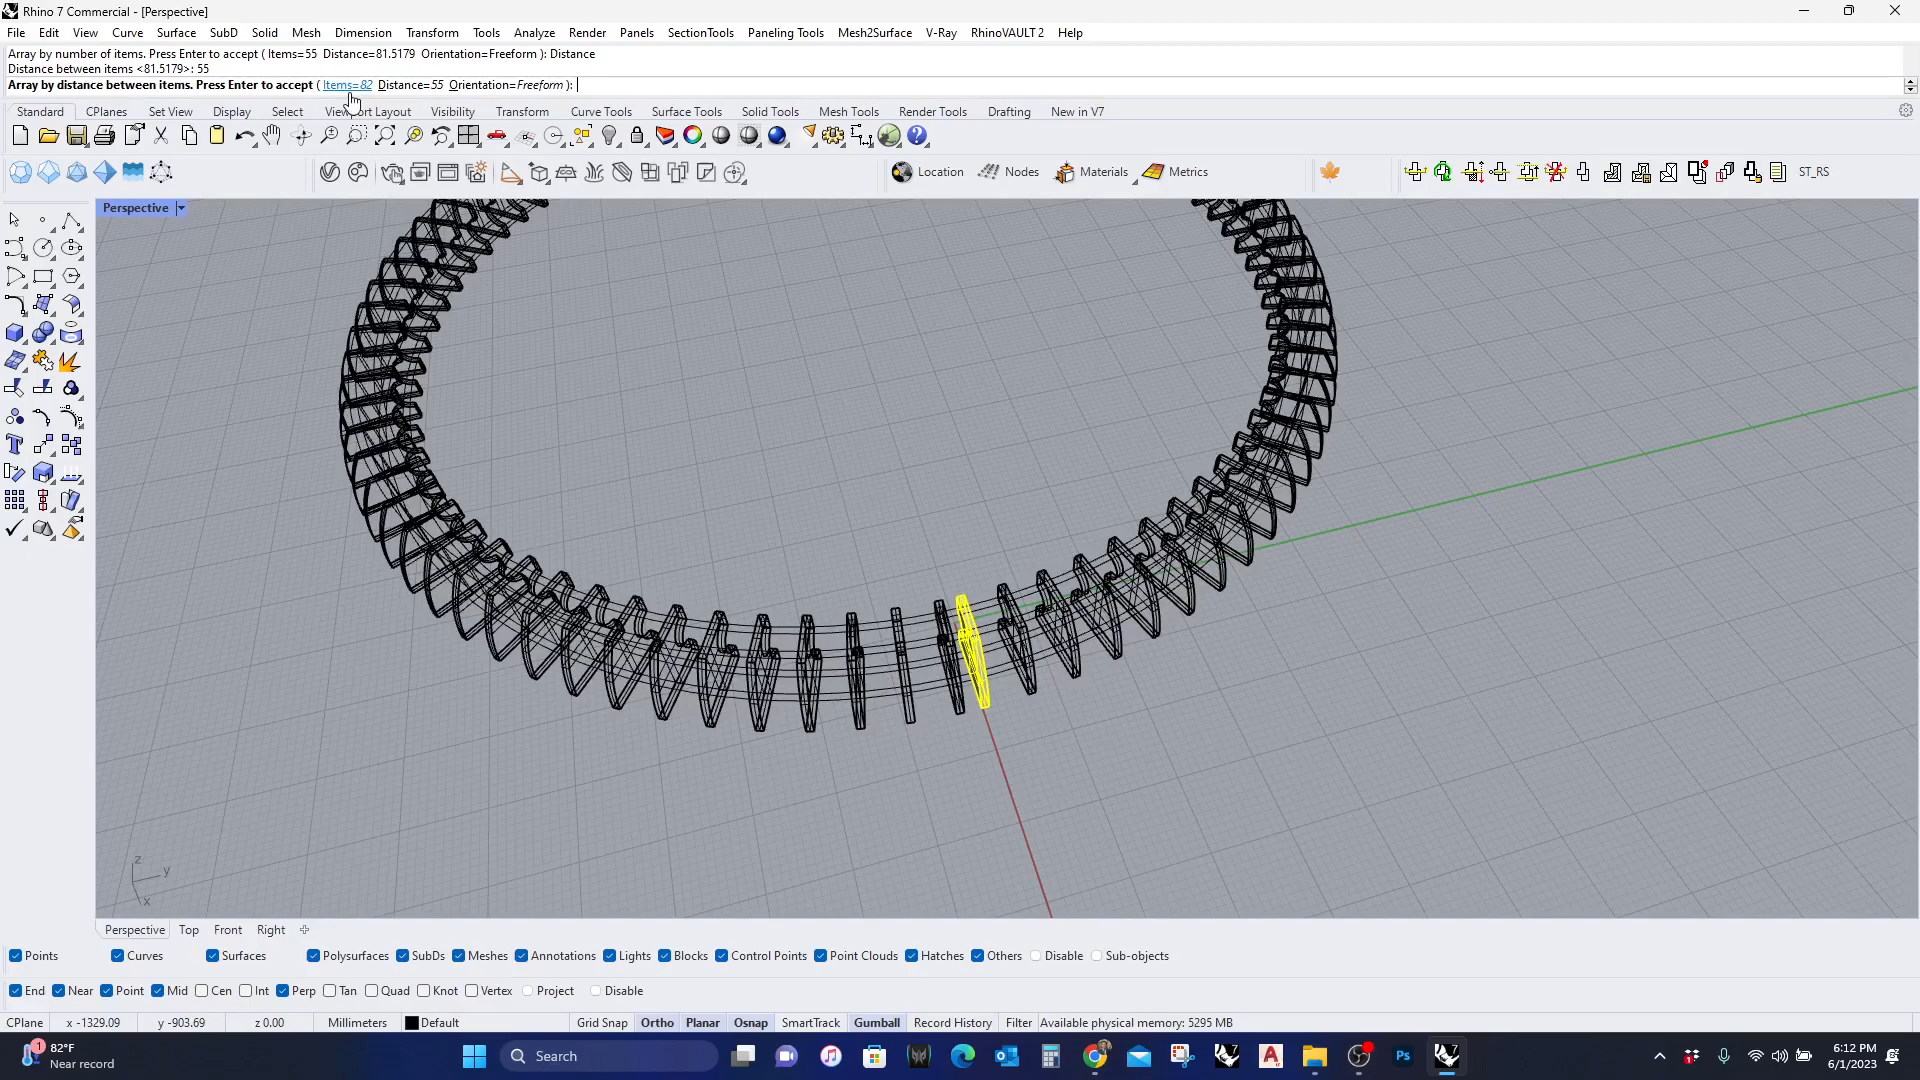 Rhino 7 Commercial - [Perspective]
File Edit View Curve Surface SubD Solid Mesh Dimension Transform Tools Analyze Render Panels SectionTools Paneling Tools Mesh2Surface V-Ray RhinoVAULT 2 Help
Array by number of items. Press Enter to accept ( Items=55 Distance=81.5179 Orientation=Freeform ): Distance
Distance between items <81.5179>: 55
Array by distance between items. Press Enter to accept ( Items=82 Distance=55 Orientation=Freeform ):
Standard CPlanes Set View Display Select Viewport Layout Visibility Transform Curve Tools Surface Tools Solid Tools Mesh Tools Render Tools Drafting New in V7
Location Nodes Materials Metrics ST_RS
Perspective
z
y
x
Perspective Top Front Right
Points Curves Surfaces Polysurfaces SubDs Meshes Annotations Lights Blocks Control Points Point Clouds Hatches Others Disable Sub-objects
End Near Point Mid Cen Int Perp Tan Quad Knot Vertex Project Disable
CPlane x -1329.09 y -903.69 z 0.00 Millimeters Default Grid Snap Ortho Planar Osnap SmartTrack Gumball Record History Filter Available physical memory: 5295 MB
1 82°F
Near record
Search
Ps
6:12 PM
6/1/2023